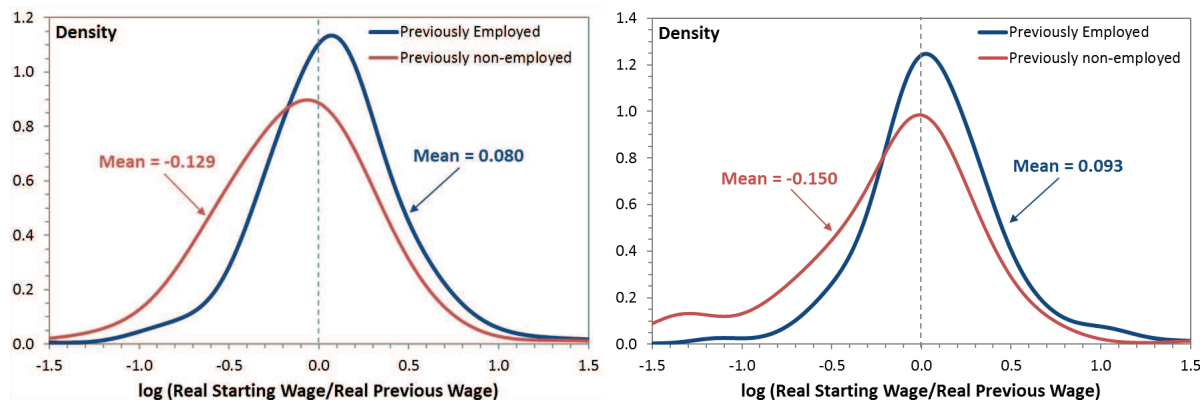 Density
Previously Employed
Previously non-employed
Mean = -0.129
Mean = 0.080
1.2
1.0
0.8
0.6
0.4
0.2
0.0
-1.5 -1.0 -0.5 0.0 0.5 1.0 1.5
log (Real Starting Wage/Real Previous Wage)
Density
Previously Employed
Previously non-employed
Mean = -0.150
Mean = 0.093
1.4
1.2
1.0
0.8
0.6
0.4
0.2
0.0
-1.5 -1.0 -0.5 0.0 0.5 1.0 1.5
log (Real Starting Wage/Real Previous Wage)